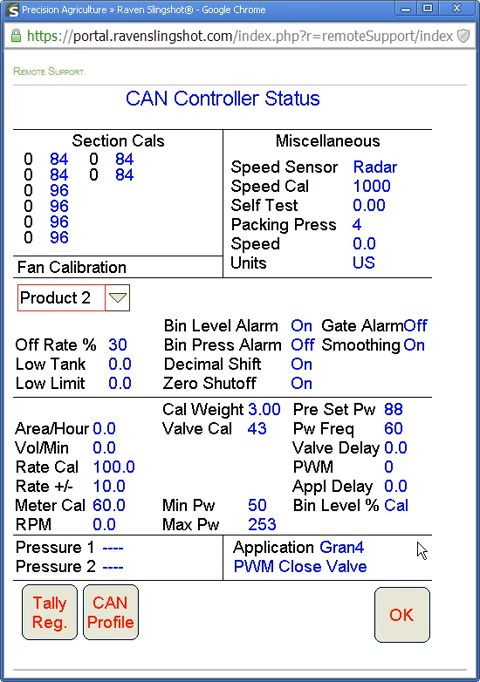 Precision Agriculture » Raven Slingshot® - Google Chrome
https://portal.ravenslingshot.com/index.php?r=remoteSupport/index
Remote Support.
CAN Controller Status
Section Cals
0 84 0 84
0 84 0 84
0 96
0 96
0 96
0 96
Fan Calibration
Miscellaneous
Speed Sensor Radar
Speed Cal 1000
Self Test 0.00
Packing Press 4
Speed 0.0
Units US
Product 2
Bin Level Alarm On Gate Alarm Off
Off Rate % 30 Bin Press Alarm Off Smoothing On
Low Tank 0.0 Decimal Shift On
Low Limit 0.0 Zero Shutoff On
Cal Weight 3.00 Pre Set Pw 88
Area/Hour 0.0 Valve Cal 43 Pw Freq 60
Vol/Min 0.0 Valve Delay 0.0
Rate Cal 100.0 PWM 0
Rate +/- 10.0 Appl Delay 0.0
Meter Cal 60.0 Min Pw 50 Bin Level % Cal
RPM 0.0 Max Pw 253
Pressure 1 ---- Application Gran4
Pressure 2 ---- PWM Close Valve
Tally Reg.
CAN Profile
OK